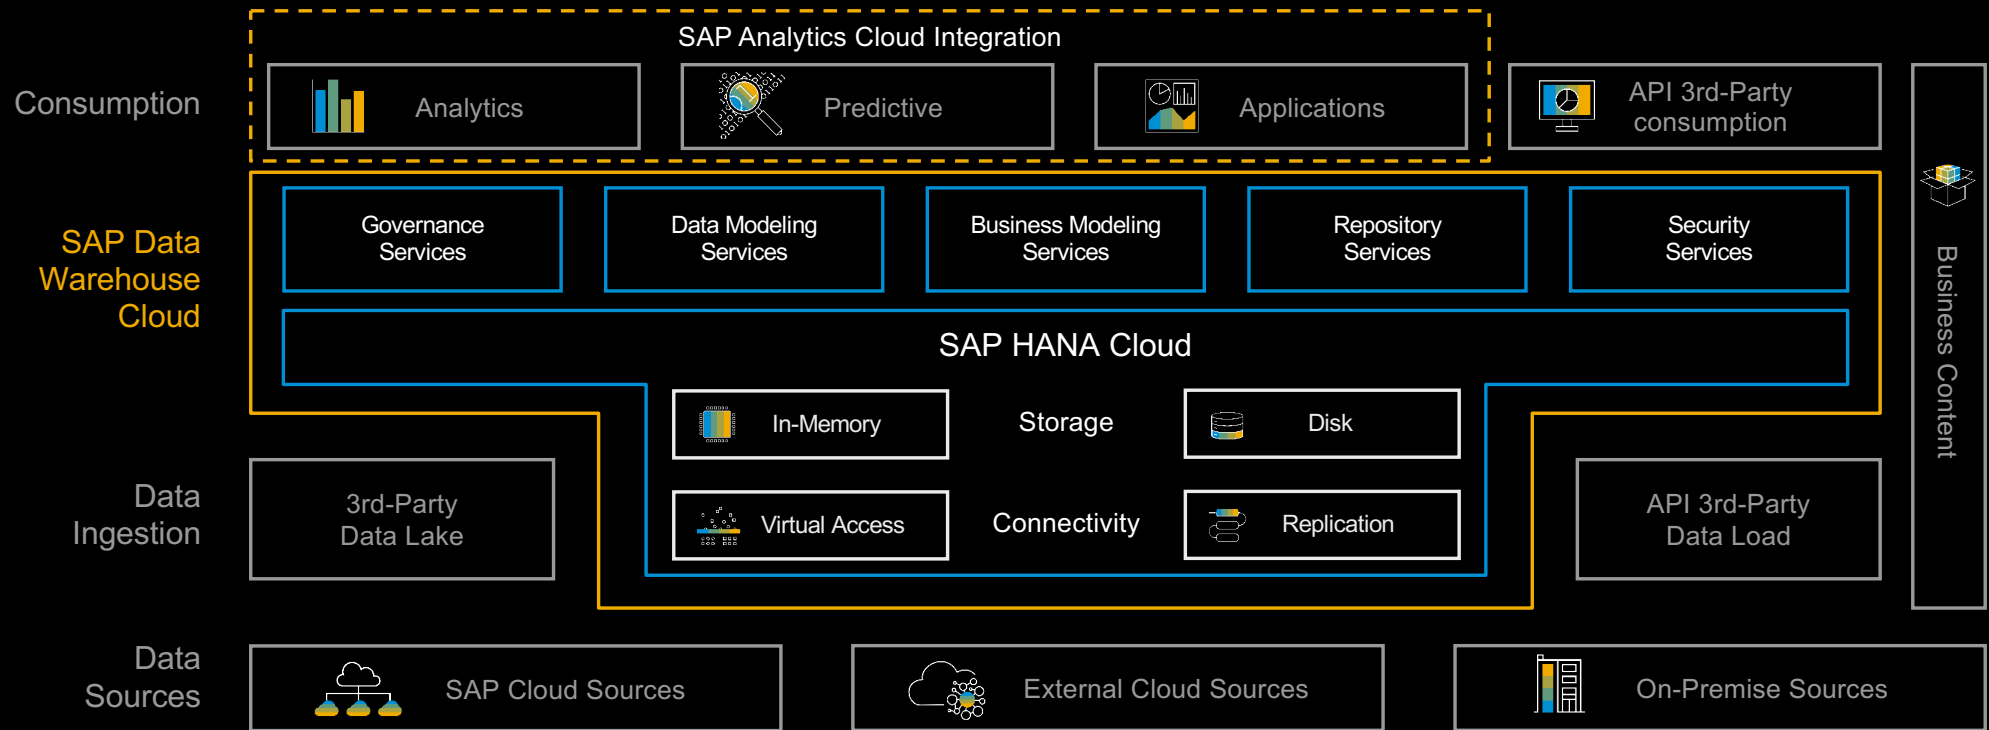 SAP Analytics Cloud Integration
Consumption
Analytics
Predictive
Applications
API 3rd-Party
consumption
SAP Data
Warehouse
Cloud
Governance
Services
Data Modeling
Services
Business Modeling
Services
Repository
Services
Security
Services
SAP HANA Cloud
In-Memory
Storage
Disk
Data
Ingestion
3rd-Party
Data Lake
Virtual Access
Connectivity
Replication
API 3rd-Party
Data Load
Business Content
Data
Sources
SAP Cloud Sources
External Cloud Sources
On-Premise Sources